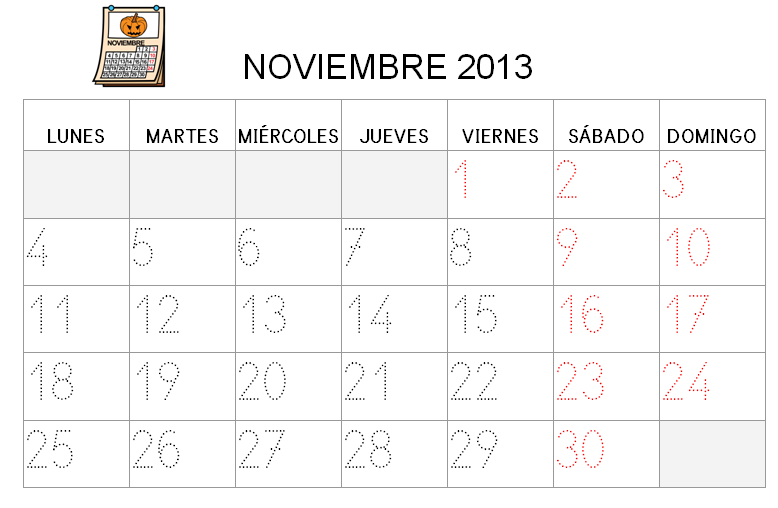 NOVIEMBRE
NOVIEMBRE 2013
LUNES MARTES MIÉRCOLES JUEVES VIERNES SÁBADO DOMINGO
1 2 3
4 5 6 7 8 9 10
11 12 13 14 15 16 17
18 19 20 21 22 23 24
25 26 27 28 29 30